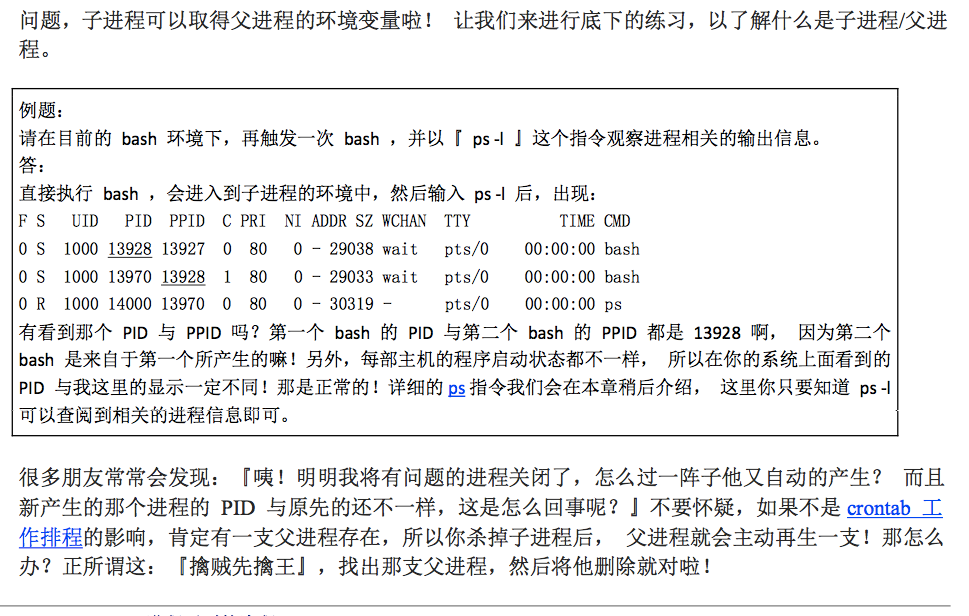 问题，子进程可以取得父进程的环境变量啦！ 让我们来进行底下的练习，以了解什么是子进程/父进
程。
例题：
请在目前的 bash 环境下，再触发一次 bash ，并以『 ps -l 』这个指令观察进程相关的输出信息。
答：
直接执行 bash ，会进入到子进程的环境中，然后输入 ps -l 后，出现：
F S   UID   PID  PPID  C PRI  NI ADDR SZ WCHAN  TTY          TIME CMD
0 S  1000 13928 13927  0  80   0 - 29038 wait   pts/0    00:00:00 bash
0 S  1000 13970 13928  1  80   0 - 29033 wait   pts/0    00:00:00 bash
0 R  1000 14000 13970  0  80   0 - 30319 -      pts/0    00:00:00 ps
有看到那个 PID 与 PPID 吗？第一个 bash 的 PID 与第二个 bash 的 PPID 都是 13928 啊， 因为第二个
bash 是来自于第一个所产生的嘛！另外，每部主机的程序启动状态都不一样， 所以在你的系统上面看到的
PID 与我这里的显示一定不同！那是正常的！详细的 ps 指令我们会在本章稍后介绍， 这里你只要知道 ps -l
可以查阅到相关的进程信息即可。
很多朋友常常会发现：『咦！明明我将有问题的进程关闭了，怎么过一阵子他又自动的产生？ 而且
新产生的那个进程的 PID 与原先的还不一样，这是怎么回事呢？』不要怀疑，如果不是 crontab 工
作排程的影响，肯定有一支父进程存在，所以你杀掉子进程后， 父进程就会主动再生一支！那怎么
办？正所谓这：『擒贼先擒王』，找出那支父进程，然后将他删除就对啦！